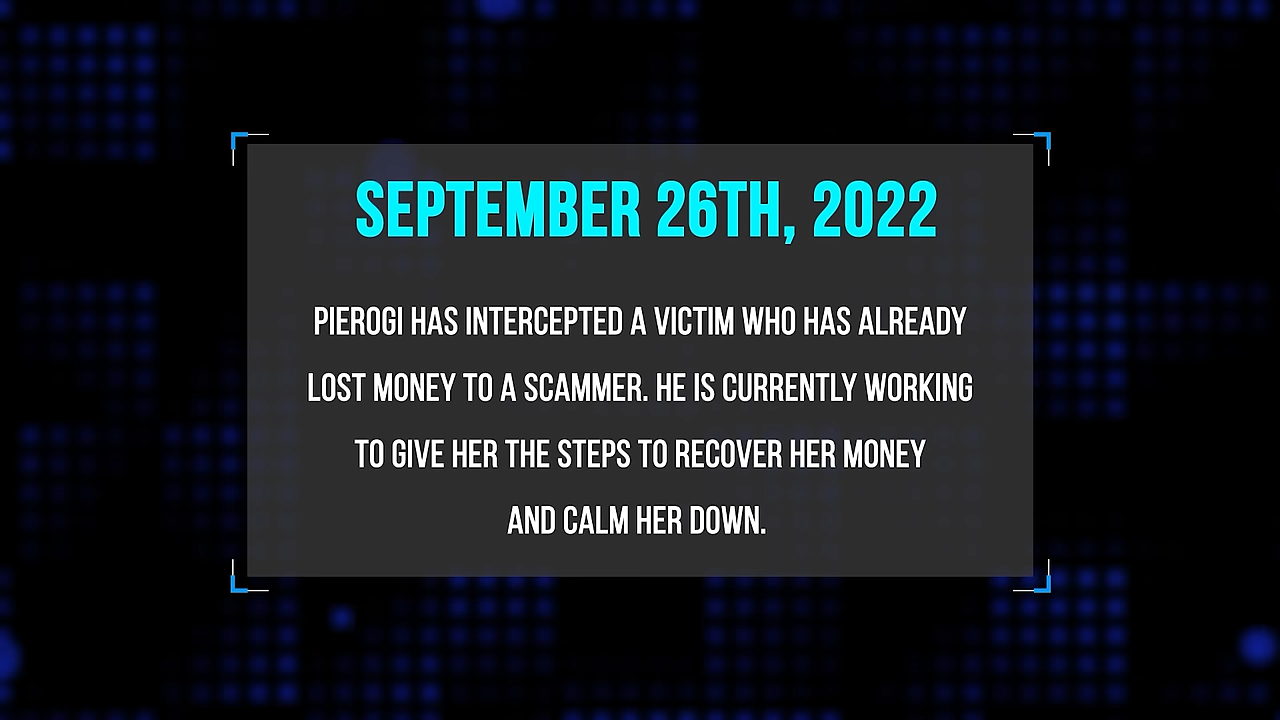 SEPTEMBER 26TH, 2022
PIEROGI HAS INTERCEPTED A VICTIM WHO HAS ALREADY
LOST MONEY TO A SCAMMER. HE IS CURRENTLY WORKING
TO GIVE HER THE STEPS TO RECOVER HER MONEY
AND CALM HER DOWN.